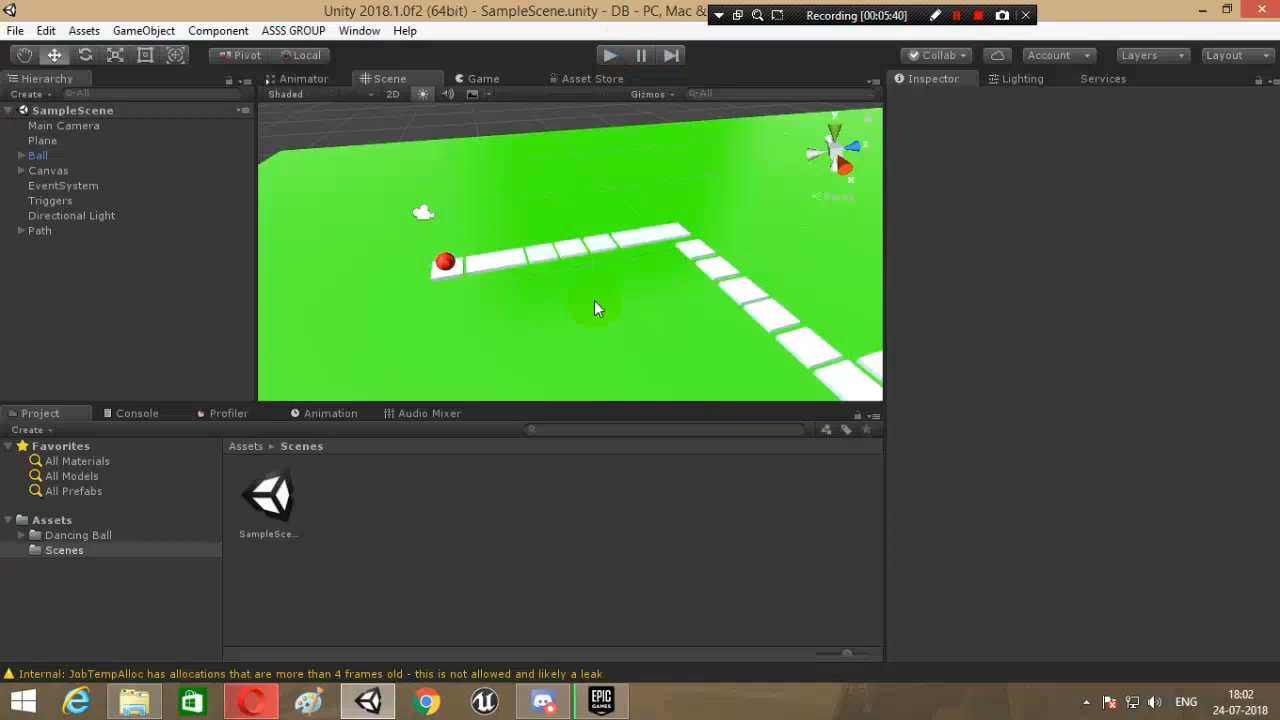 Unity 2018.1.0f2 (64bit) - SampleScene.unity - DB - PC, Mac &
Recording [00:05:40]
File Edit Assets GameObject Component ASSS GROUP Window Help
Pivot Local Collab Account Layers Layout
Hierarchy Animator Scene Game Asset Store Inspector Lighting Services
Create All Shaded 2D Gizmos All
SampleScene
Main Camera
Plane
Ball
Canvas
EventSystem
Triggers
Directional Light
Path
y
z
x
Persp
Project Console Profiler Animation Audio Mixer
Create
Favorites Assets Scenes
All Materials
All Models
All Prefabs
Assets
Dancing Ball
Scenes
SampleSce...
Internal: JobTempAlloc has allocations that are more than 4 frames old - this is not allowed and likely a leak
EPIC
GAMES
ENG
18:02
24-07-2018